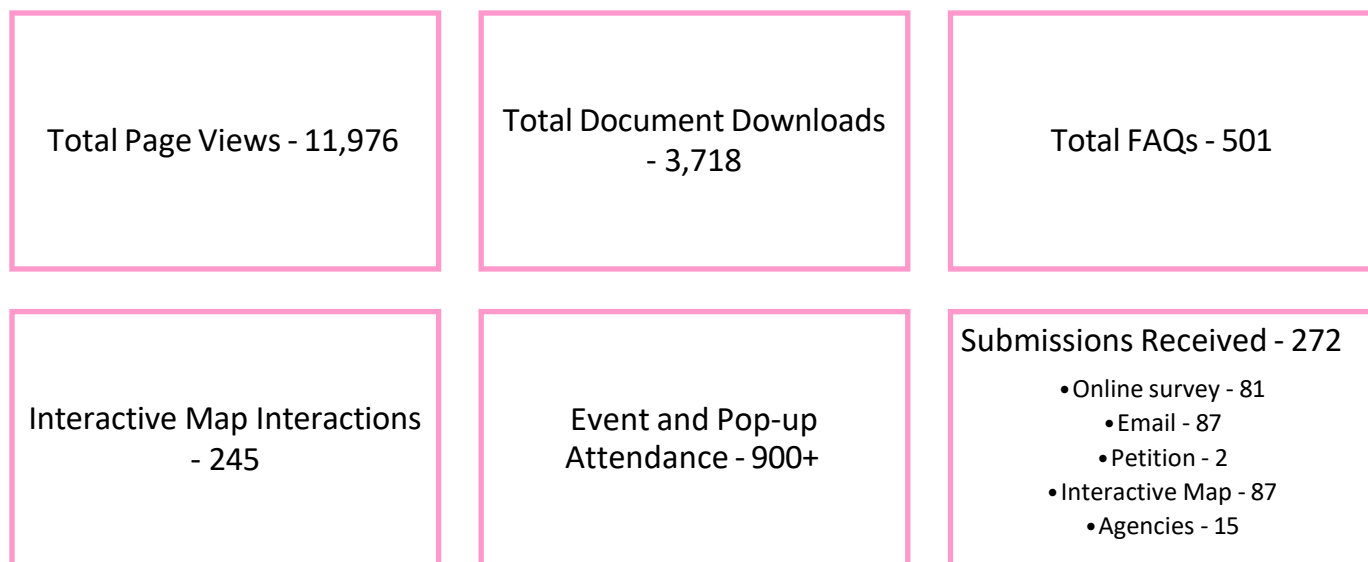 Total Page Views - 11,976
Total Document Downloads
- 3,718
Total FAQs - 501
Interactive Map Interactions
- 245
Event and Pop-up
Attendance - 900+
Submissions Received - 272
•Online survey - 81
•Email - 87
•Petition - 2
•Interactive Map - 87
•Agencies - 15